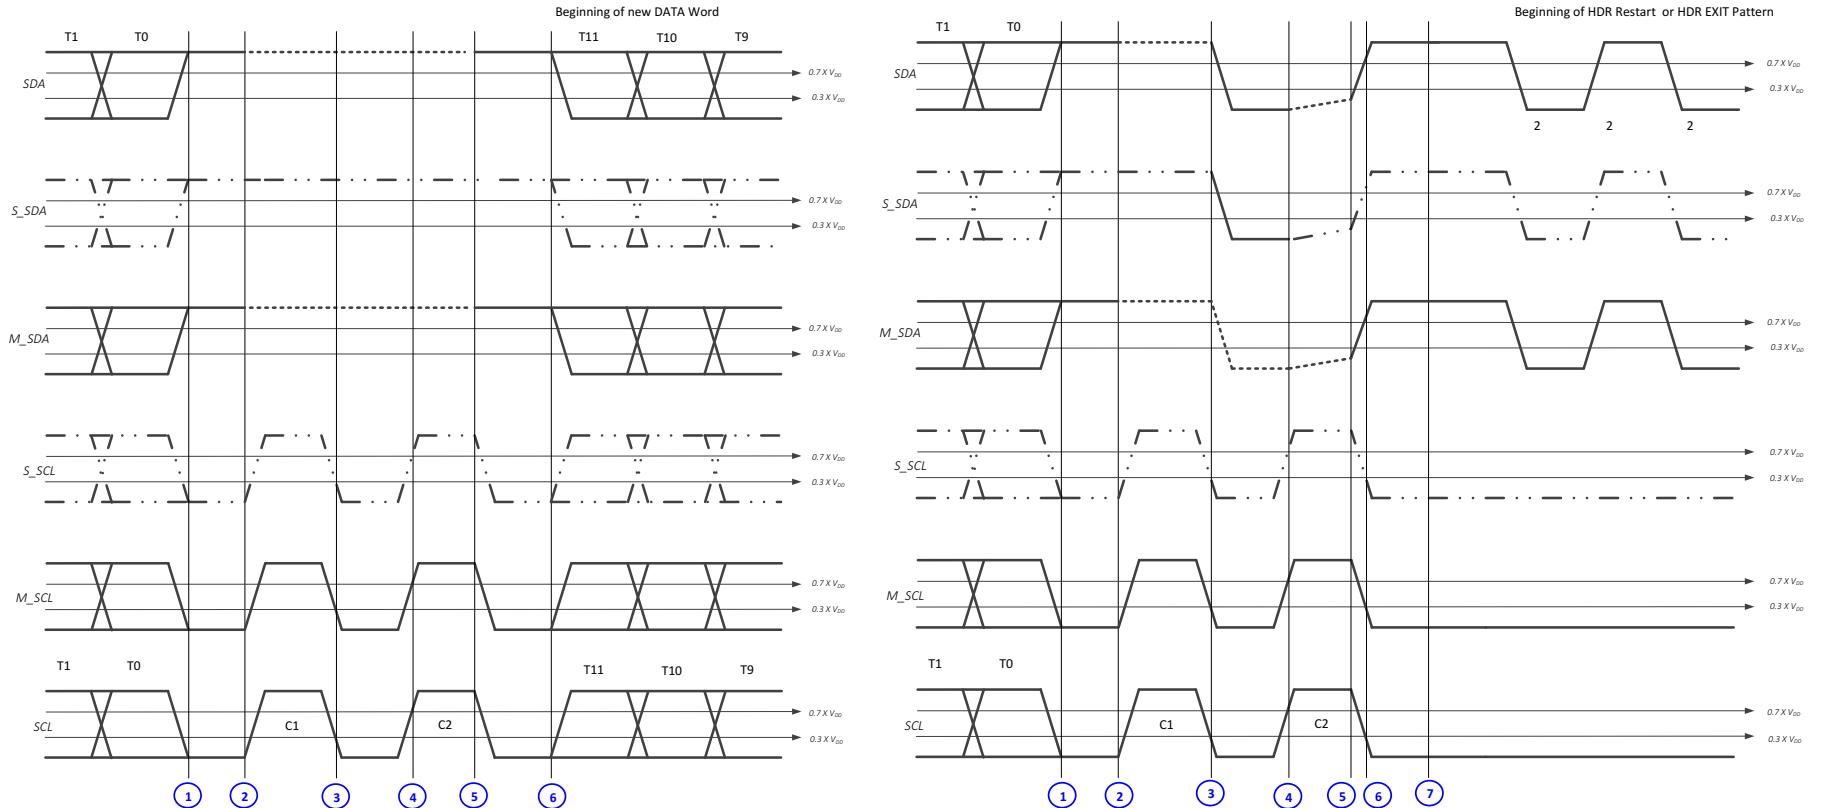 Beginning of new DATA Word
T1 T0 T11 T10 T9
SDA
0.7 X VDD
0.3 X VDD
S_SDA
0.7 X VDD
0.3 X VDD
M_SDA
0.7 X VDD
0.3 X VDD
S_SCL
0.7 X VDD
0.3 X VDD
M_SCL
0.7 X VDD
0.3 X VDD
T1 T0 T11 T10 T9
SCL
C1 C2
0.7 X VDD
0.3 X VDD
1 2 3 4 5 6
Beginning of HDR Restart or HDR EXIT Pattern
T1 T0
SDA
0.7 X VDD
0.3 X VDD
2 2 2
S_SDA
0.7 X VDD
0.3 X VDD
M_SDA
0.7 X VDD
0.3 X VDD
S_SCL
0.7 X VDD
0.3 X VDD
M_SCL
0.7 X VDD
0.3 X VDD
T1 T0
SCL
C1 C2
0.7 X VDD
0.3 X VDD
1 2 3 4 5 6 7